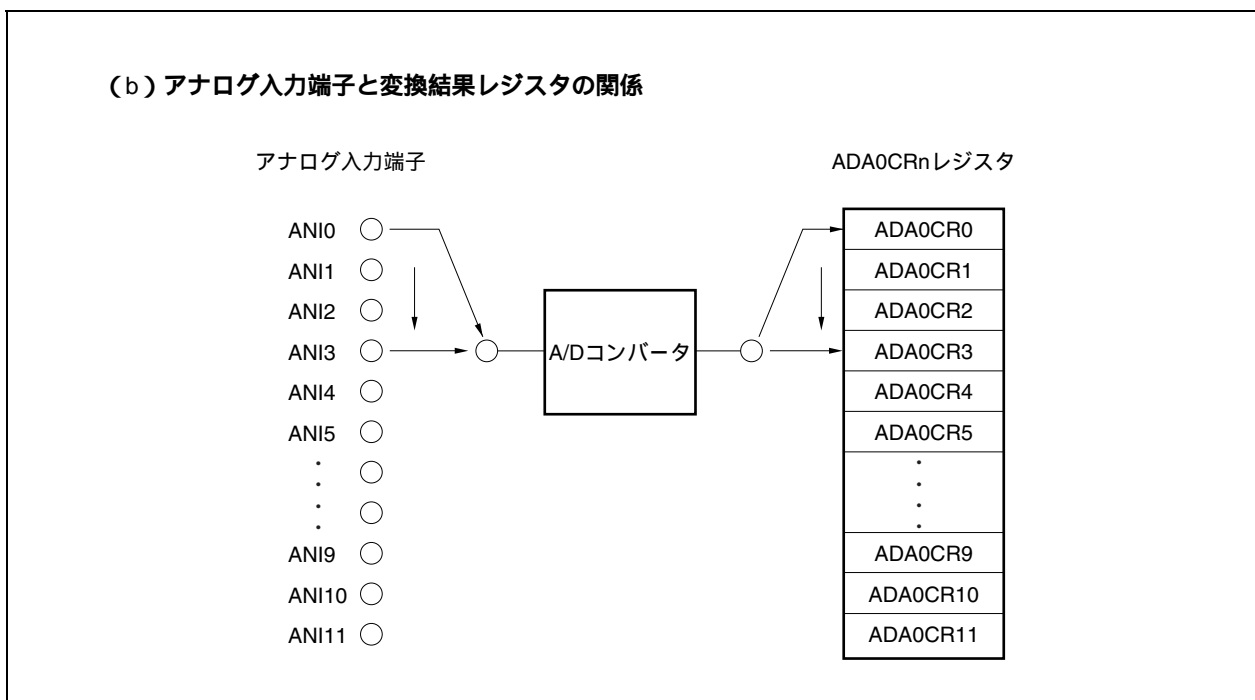 （b）アナログ入力端子と変換結果レジスタの関係
アナログ入力端子
ADA0CRnレジスタ
ANI0
ANI1
ANI2
ANI3
ANI4
ANI5
ANI9
ANI10
ANI11
A/Dコンバータ
ADA0CR0
ADA0CR1
ADA0CR2
ADA0CR3
ADA0CR4
ADA0CR5
ADA0CR9
ADA0CR10
ADA0CR11